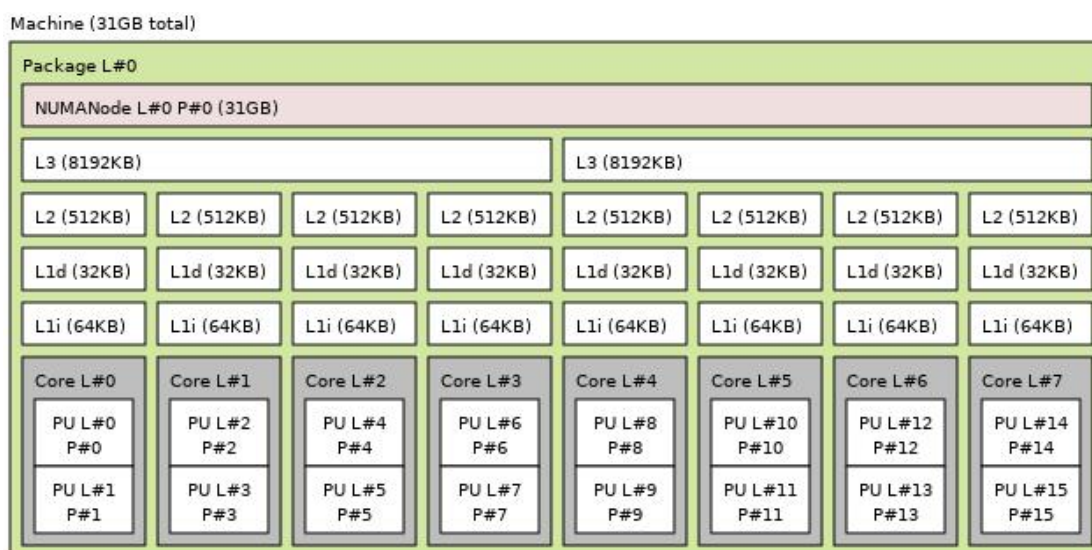 Machine (31GB total)
Package L#0
NUMANode L#0 P#0 (31GB)
L3 (8192KB) L3 (8192KB)
L2 (512KB) L2 (512KB) L2 (512KB) L2 (512KB) L2 (512KB) L2 (512KB) L2 (512KB) L2 (512KB)
L1d (32KB) L1d (32KB) L1d (32KB) L1d (32KB) L1d (32KB) L1d (32KB) L1d (32KB) L1d (32KB)
L1i (64KB) L1i (64KB) L1i (64KB) L1i (64KB) L1i (64KB) L1i (64KB) L1i (64KB) L1i (64KB)
Core L#0 Core L#1 Core L#2 Core L#3 Core L#4 Core L#5 Core L#6 Core L#7
PU L#0 PU L#2 PU L#4 PU L#6 PU L#8 PU L#10 PU L#12 PU L#14
P#0 P#2 P#4 P#6 P#8 P#10 P#12 P#14
PU L#1 PU L#3 PU L#5 PU L#7 PU L#9 PU L#11 PU L#13 PU L#15
P#1 P#3 P#5 P#7 P#9 P#11 P#13 P#15